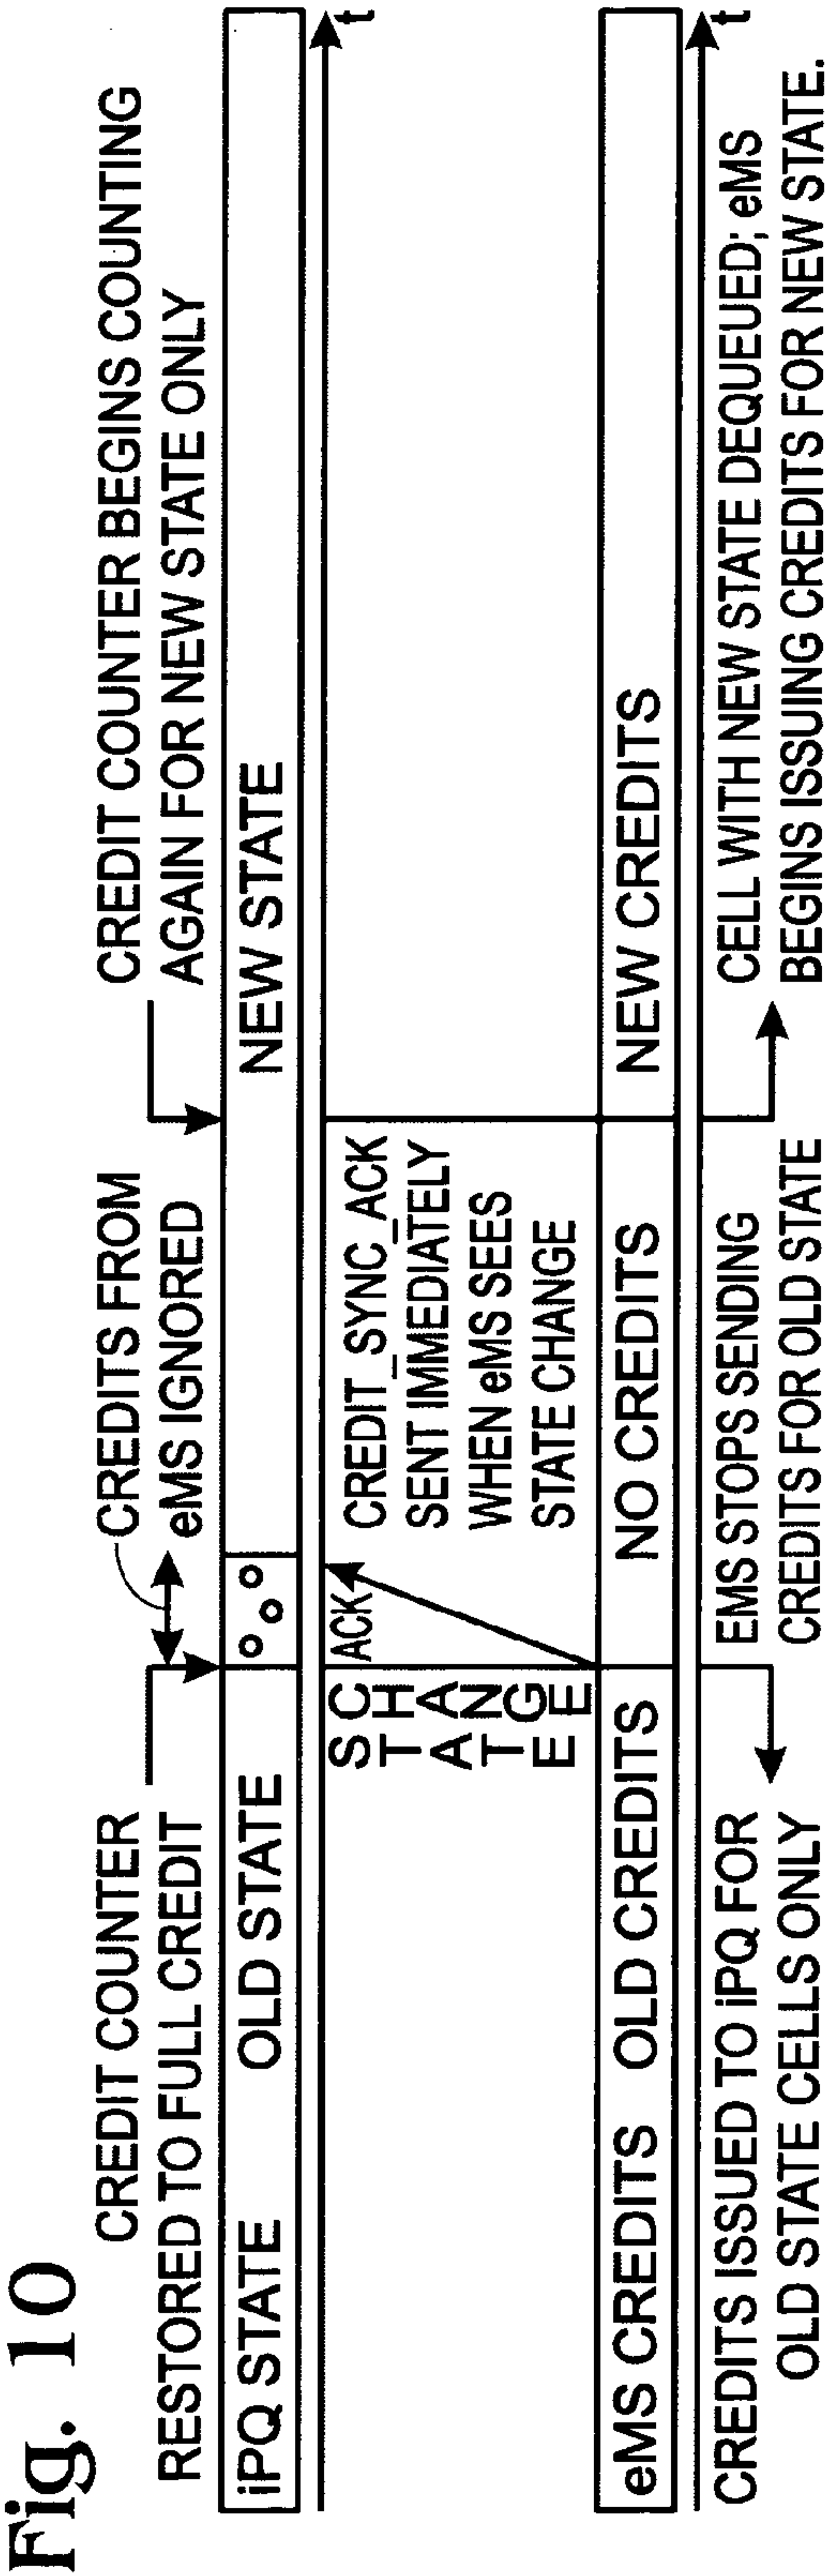 Fig. 10
CREDIT COUNTER
RESTORED TO FULL CREDIT
CREDITS FROM
eMS IGNORED
CREDIT COUNTER BEGINS COUNTING
AGAIN FOR NEW STATE ONLY
iPQ STATE
OLD STATE
NEW STATE
t
STATE
CHANGE
ACK
CREDIT_SYNC_ACK
SENT IMMEDIATELY
WHEN eMS SEES
STATE CHANGE
eMS CREDITS
OLD CREDITS
NO CREDITS
NEW CREDITS
t
CREDITS ISSUED TO iPQ FOR
OLD STATE CELLS ONLY
EMS STOPS SENDING
CREDITS FOR OLD STATE
CELL WITH NEW STATE DEQUEUED; eMS
BEGINS ISSUING CREDITS FOR NEW STATE.